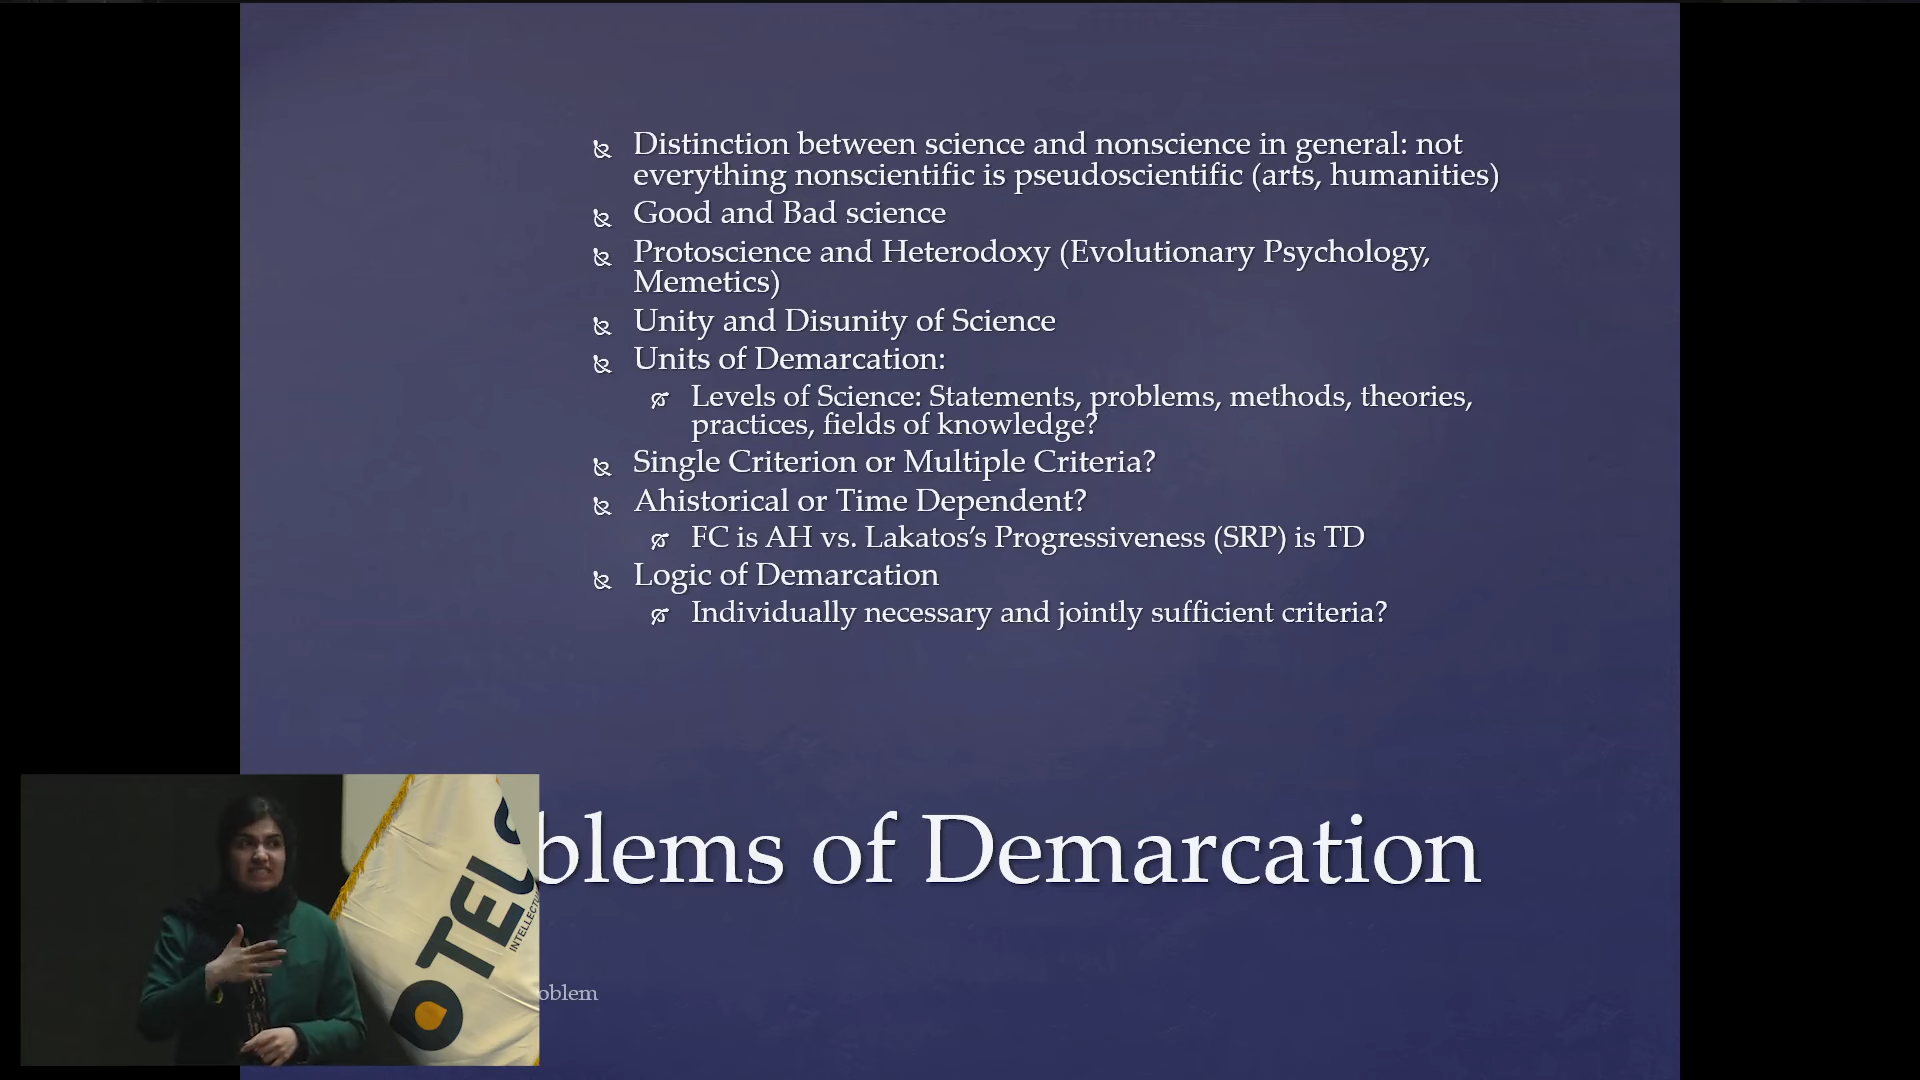 Distinction between science and nonscience in general: not
everything nonscientific is pseudoscientific (arts, humanities)
Good and Bad science
Protoscience and Heterodoxy (Evolutionary Psychology,
Memetics)
Unity and Disunity of Science
Units of Demarcation:
Levels of Science: Statements, problems, methods, theories,
practices, fields of knowledge?
Single Criterion or Multiple Criteria?
Ahistorical or Time Dependent?
FC is AH vs. Lakatos's Progressiveness (SRP) is TD
Logic of Demarcation
Individually necessary and jointly sufficient criteria?
blems of Demarcation
oblem